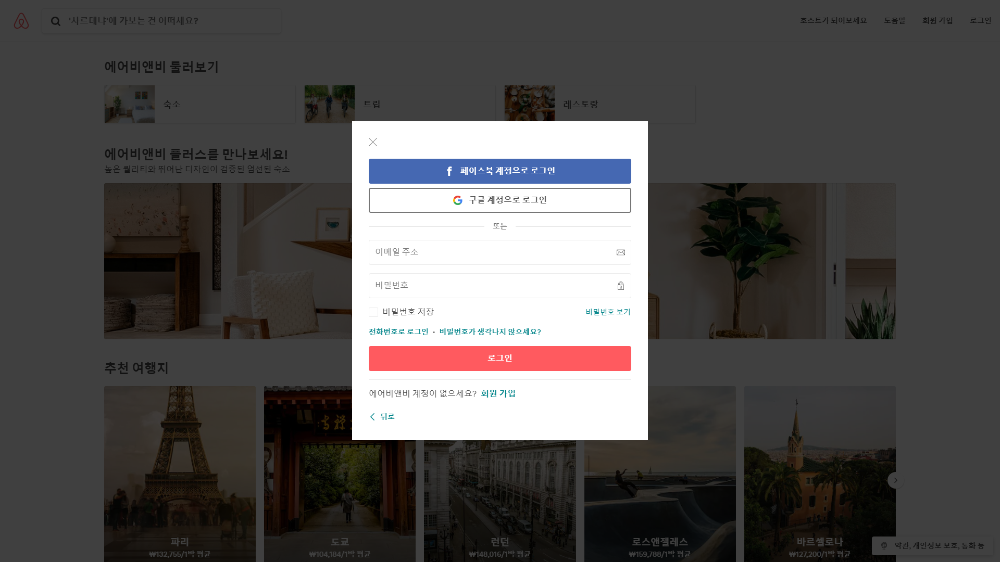 '사르데냐'에 가보는 건 어떠세요?
호스트가 되어보세요
도움말
회원 가입
로그인
에어비앤비 둘러보기
숙소
트립
레스토랑
에어비앤비 플러스를 만나보세요!
높은 퀄리티와 뛰어난 디자인이 검증된 엄선된 숙소
페이스북 계정으로 로그인
구글 계정으로 로그인
또는
이메일 주소
비밀번호
비밀번호 저장
비밀번호 보기
전화번호로 로그인 · 비밀번호가 생각나지 않으세요?
로그인
에어비앤비 계정이 없으세요? 회원 가입
뒤로
추천 여행지
파리
₩132,755/1박 평균
도쿄
₩104,184/1박 평균
런던
₩148,016/1박 평균
로스앤젤레스
₩159,788/1박 평균
바르셀로나
₩127,200/1박 평균
약관, 개인정보 보호, 통화 등